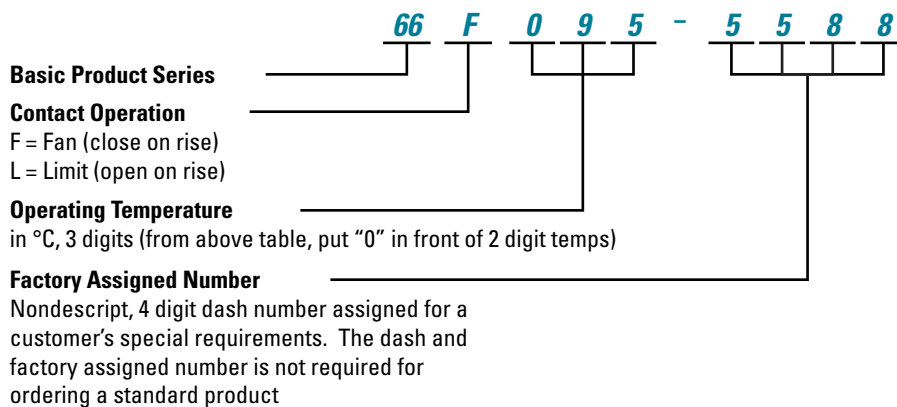 66 F 0 9 5 - 5 5 8 8
Basic Product Series
Contact Operation
F = Fan (close on rise)
L = Limit (open on rise)
Operating Temperature
in °C, 3 digits (from above table, put “0” in front of 2 digit temps)
Factory Assigned Number
Nondescript, 4 digit dash number assigned for a
customer’s special requirements.  The dash and
factory assigned number is not required for
ordering a standard product